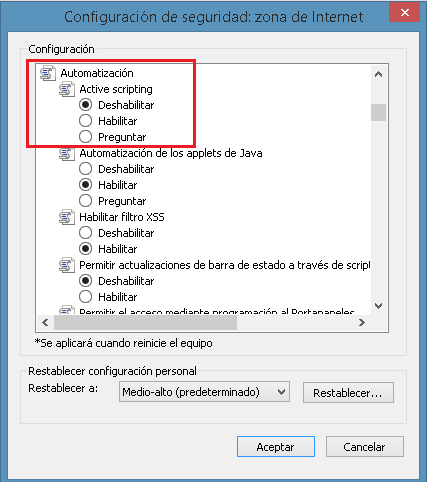 Configuración de seguridad: zona de Internet
Configuración
Automatización
Active scripting
Deshabilitar
Habilitar
Preguntar
Automatización de los applets de Java
Deshabilitar
Habilitar
Preguntar
Habilitar filtro XSS
Deshabilitar
Habilitar
Permitir actualizaciones de barra de estado a través de script
Deshabilitar
Habilitar
Permitir el acceso mediante programación al Portapapeles
*Se aplicará cuando reinicie el equipo
Restablecer configuración personal
Restablecer a:
Medio-alto (predeterminado)
Restablecer...
Aceptar
Cancelar